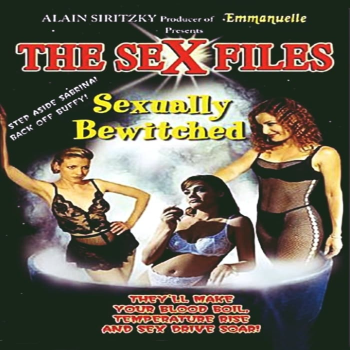 ALAIN SIRITZKY Producer of Emmanuelle
Presents
THE SEX FILES
STEP ASIDE SABRINA!
BACK OFF BUFFY!
Sexually
Bewitched
THEY'LL MAKE
YOUR BLOOD BOIL,
TEMPERATURE RISE
AND SEX DRIVE SOAR!